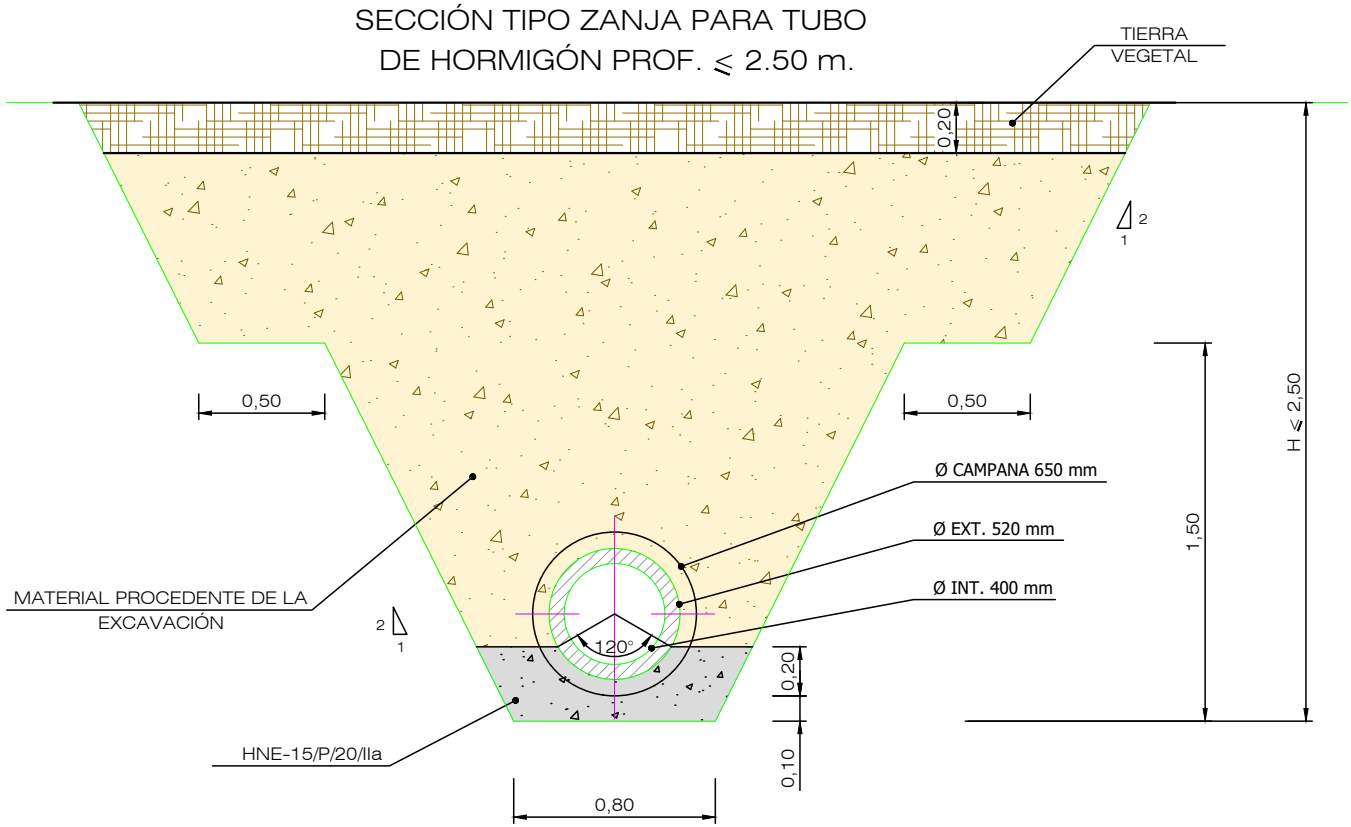 SECCIÓN TIPO ZANJA PARA TUBO
DE HORMIGÓN PROF. ⩽ 2.50 m.
TIERRA
VEGETAL
0,20
2
1
0,50
0,50
H ⩽ 2,50
Ø CAMPANA 650 mm
1,50
Ø EXT. 520 mm
Ø INT. 400 mm
MATERIAL PROCEDENTE DE LA
EXCAVACIÓN
2
1
120°
0,20
HNE-15/P/20/IIa
0,10
0,80